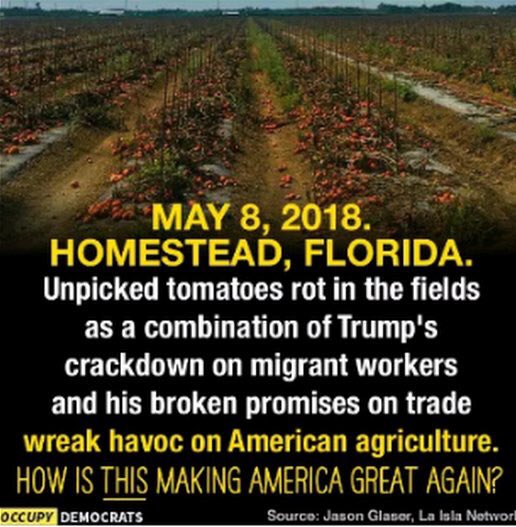 MAY 8, 2018.
HOMESTEAD, FLORIDA.
Unpicked tomatoes rot in the fields
as a combination of Trump's
crackdown on migrant workers
and his broken promises on trade
wreak havoc on American agriculture.
HOW IS THIS MAKING AMERICA GREAT AGAIN?
OCCUPY DEMOCRATS
Source: Jason Glaser, La Isla Network